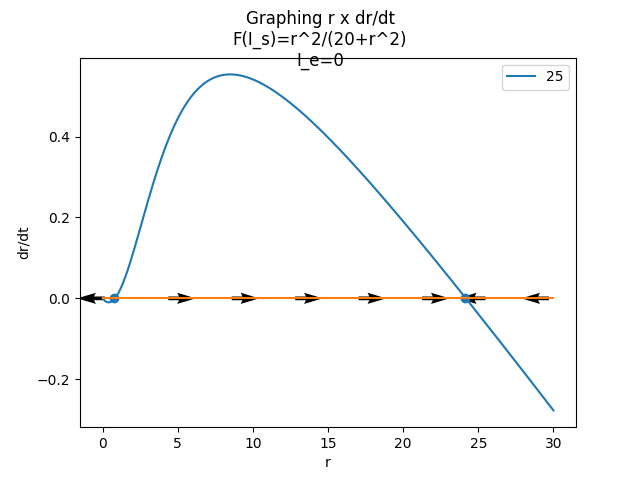 Graphing r x dr/dt
F(I_s)=r^2/(20+r^2)
I_e=0
25
0.4
0.2
0.0
−0.2
dr/dt
0 5 10 15 20 25 30
r